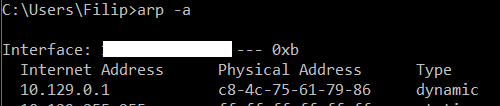 C:\Users\Filip>arp -a
Interface: --- 0xb
Internet Address Physical Address Type
10.129.0.1 c8-4c-75-61-79-86 dynamic